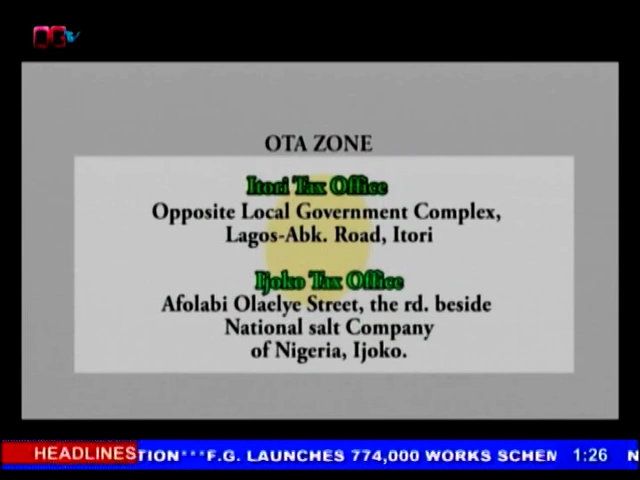 OTA ZONE
Itori Tax Office
Opposite Local Government Complex,
Lagos-Abk. Road, Itori
Ijoko Tax Office
Afolabi Olaelye Street, the rd. beside
National salt Company
of Nigeria, Ijoko.
HEADLINES TION***F.G. LAUNCHES 774,000 WORKS SCHEM 1:26 N